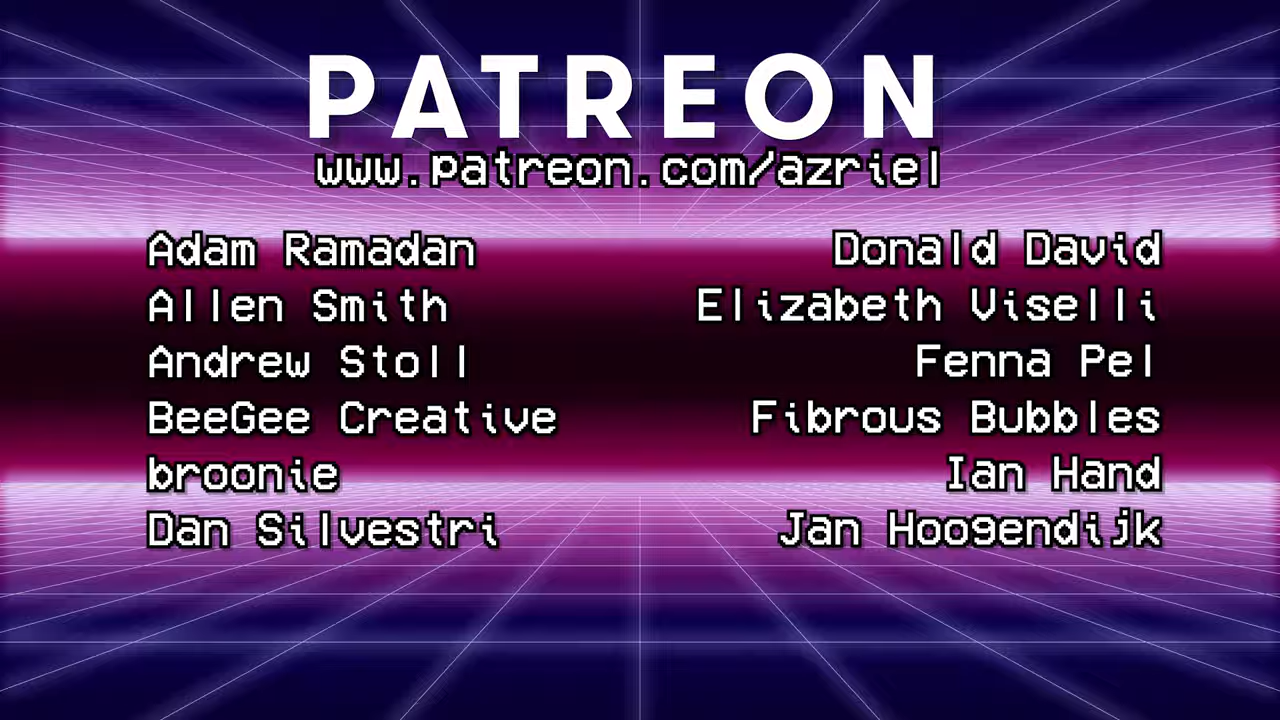 PATREON
www.patreon.com/azriel
Adam Ramadan
Allen Smith
Andrew Stoll
BeeGee Creative
broonie
Dan Silvestri
Donald David
Elizabeth Viselli
Fenna Pel
Fibrous Bubbles
Ian Hand
Jan Hoogendijk